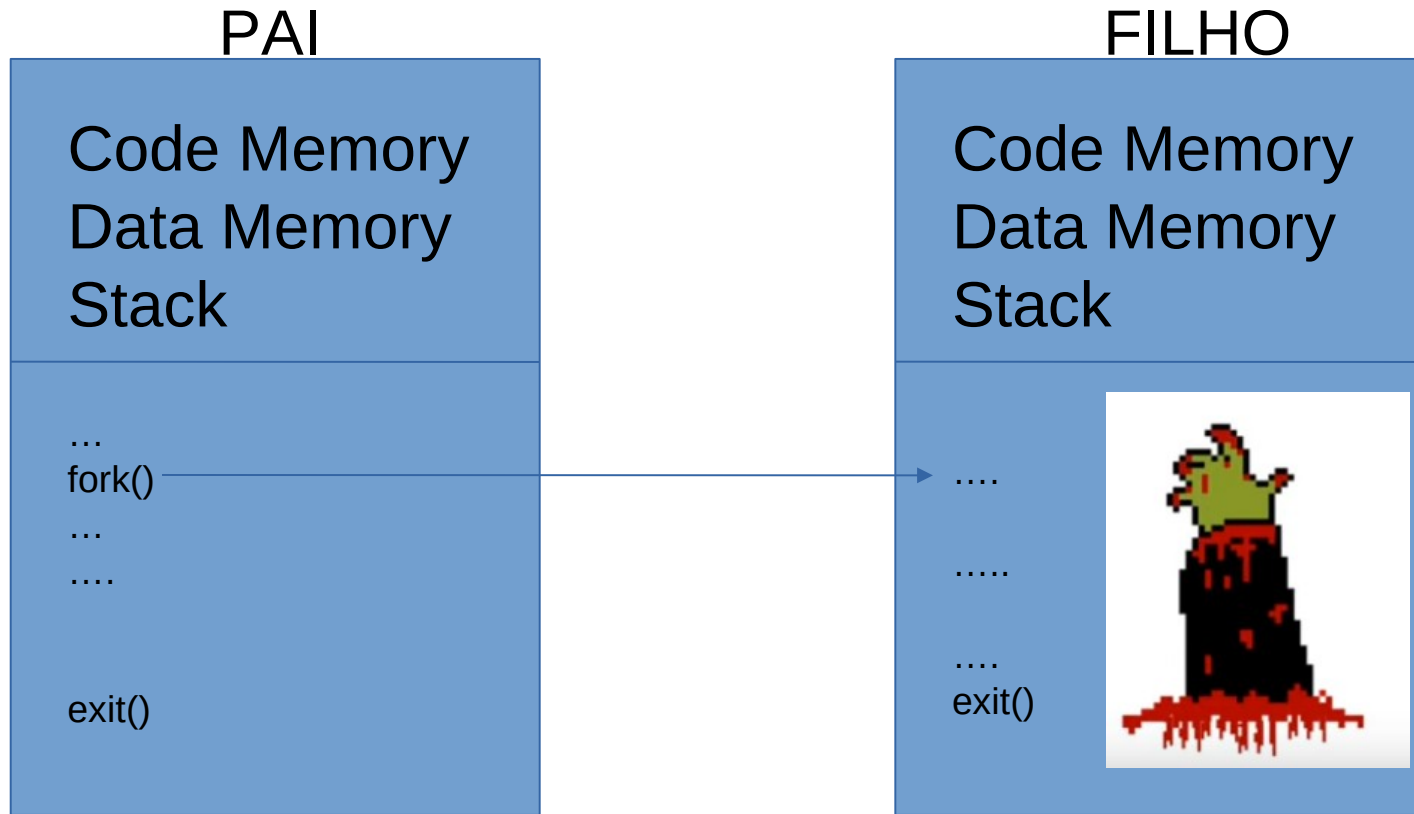 PAI
Code Memory
Data Memory
Stack
…
fork()
…
….
exit()
FILHO
Code Memory
Data Memory
Stack
….
…..
….
exit()